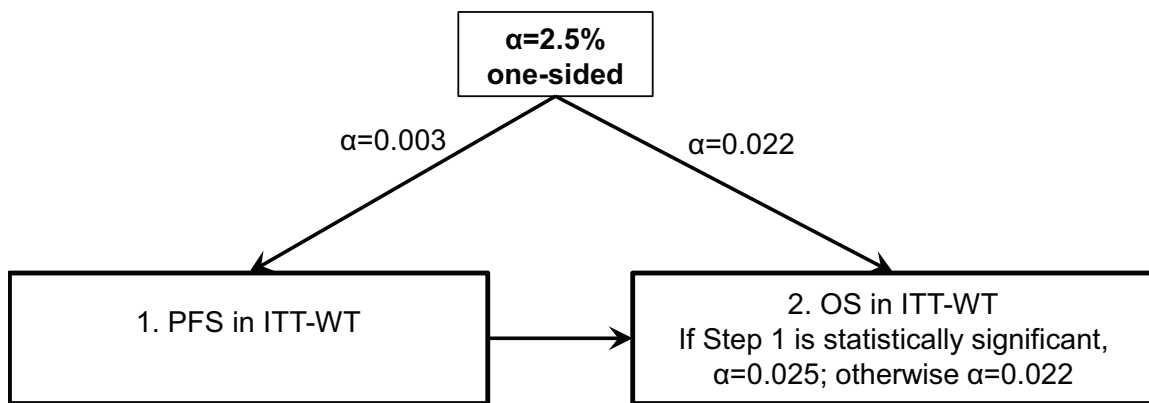 α=2.5%
one-sided
α=0.003
α=0.022
1. PFS in ITT-WT
2. OS in ITT-WT
If Step 1 is statistically significant,
α=0.025; otherwise α=0.022